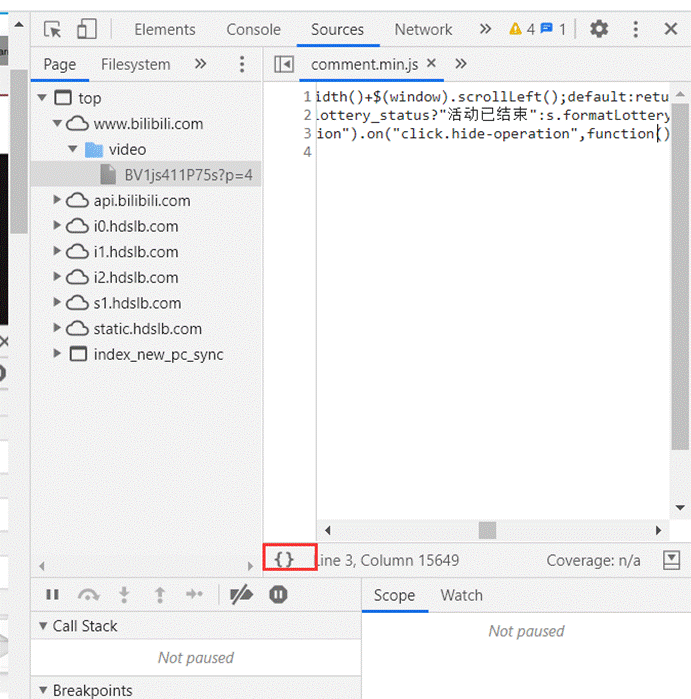 Elements Console Sources Network » 4 1
Page Filesystem » comment.min.js × »
top
www.bilibili.com
video
BV1js411P75s?p=4
api.bilibili.com
i0.hdslb.com
i1.hdslb.com
i2.hdslb.com
s1.hdslb.com
static.hdslb.com
index_new_pc_sync
1 idth()+$(window).scrollLeft();default:retu
2 lottery_status?"活动已结束":s.formatLottery
3 ion").on("click.hide-operation",function()
4
{} Line 3, Column 15649 Coverage: n/a
Scope Watch
Call Stack
Not paused
Not paused
Breakpoints